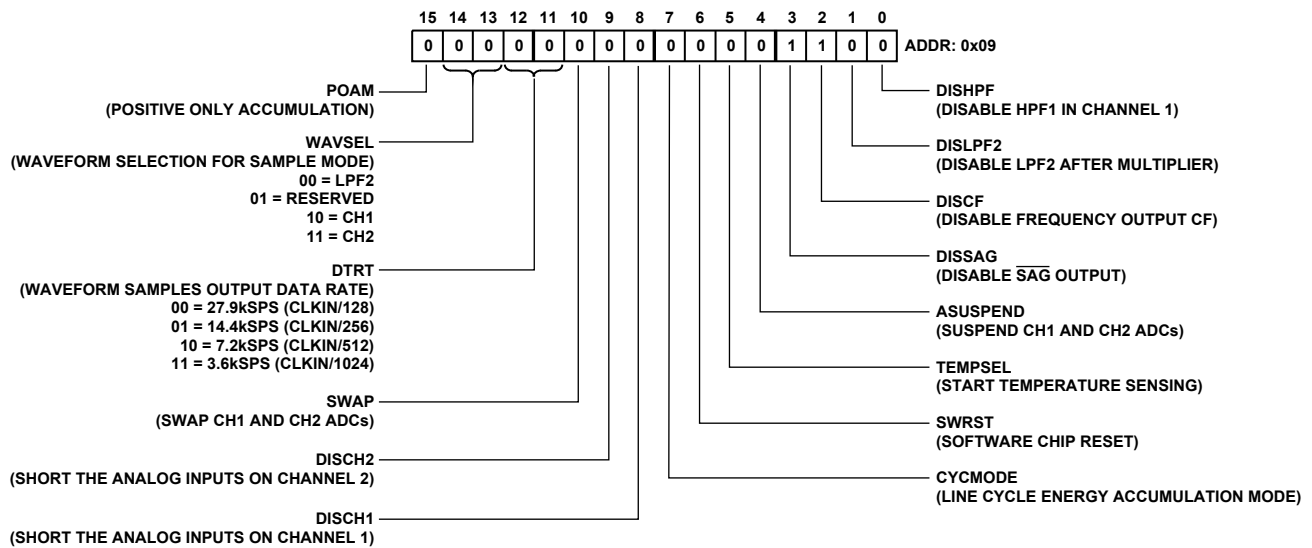 15 14 13 12 11 10 9 8 7 6 5 4 3 2 1 0
0 0 0 0 0 0 0 0 0 0 0 0 1 1 0 0 ADDR: 0x09
POAM
(POSITIVE ONLY ACCUMULATION)
WAVSEL
(WAVEFORM SELECTION FOR SAMPLE MODE)
00 = LPF2
01 = RESERVED
10 = CH1
11 = CH2
DTRT
(WAVEFORM SAMPLES OUTPUT DATA RATE)
00 = 27.9kSPS (CLKIN/128)
01 = 14.4kSPS (CLKIN/256)
10 = 7.2kSPS (CLKIN/512)
11 = 3.6kSPS (CLKIN/1024)
SWAP
(SWAP CH1 AND CH2 ADCs)
DISCH2
(SHORT THE ANALOG INPUTS ON CHANNEL 2)
DISCH1
(SHORT THE ANALOG INPUTS ON CHANNEL 1)
DISHPF
(DISABLE HPF1 IN CHANNEL 1)
DISLPF2
(DISABLE LPF2 AFTER MULTIPLIER)
DISCF
(DISABLE FREQUENCY OUTPUT CF)
DISSAG
(DISABLE S̅A̅G̅ OUTPUT)
ASUSPEND
(SUSPEND CH1 AND CH2 ADCs)
TEMPSEL
(START TEMPERATURE SENSING)
SWRST
(SOFTWARE CHIP RESET)
CYCMODE
(LINE CYCLE ENERGY ACCUMULATION MODE)